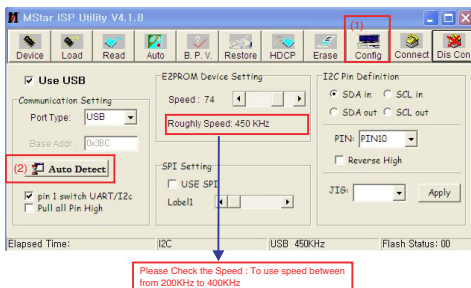 MStar ISP Utility V4.1.8
(1)
Device Load Read Auto B. P. V. Restore HDCP Erase Config Connect Dis Con
Use USB
Communication Setting
Port Type: USB
Base Addr: 0x3BC
(2) Auto Detect
pin 1 switch UART/I2c
Pull all Pin High
E2PROM Device Setting
Speed: 74
Roughly Speed: 450 KHz
SPI Setting
USE SPI
Label1
I2C Pin Definition
SDA in SCL in
SDA out SCL out
PIN: PIN10
Reverse High
JIG: Apply
Elapsed Time: I2C USB 450KHz Flash Status: 00
Please Check the Speed : To use speed between
from 200KHz to 400KHz